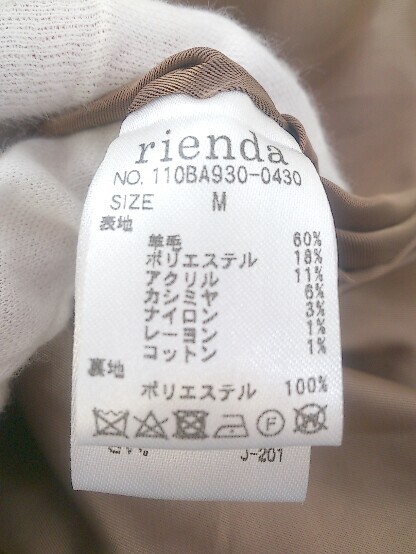 rienda
NO. 110BA930-0430
SIZE M
表地
羊毛 60%
ポリエステル 18%
アクリル 11%
カシミヤ 6%
ナイロン 3%
レーヨン 1%
コットン 1%
裏地
ポリエステル 100%
F
J-201